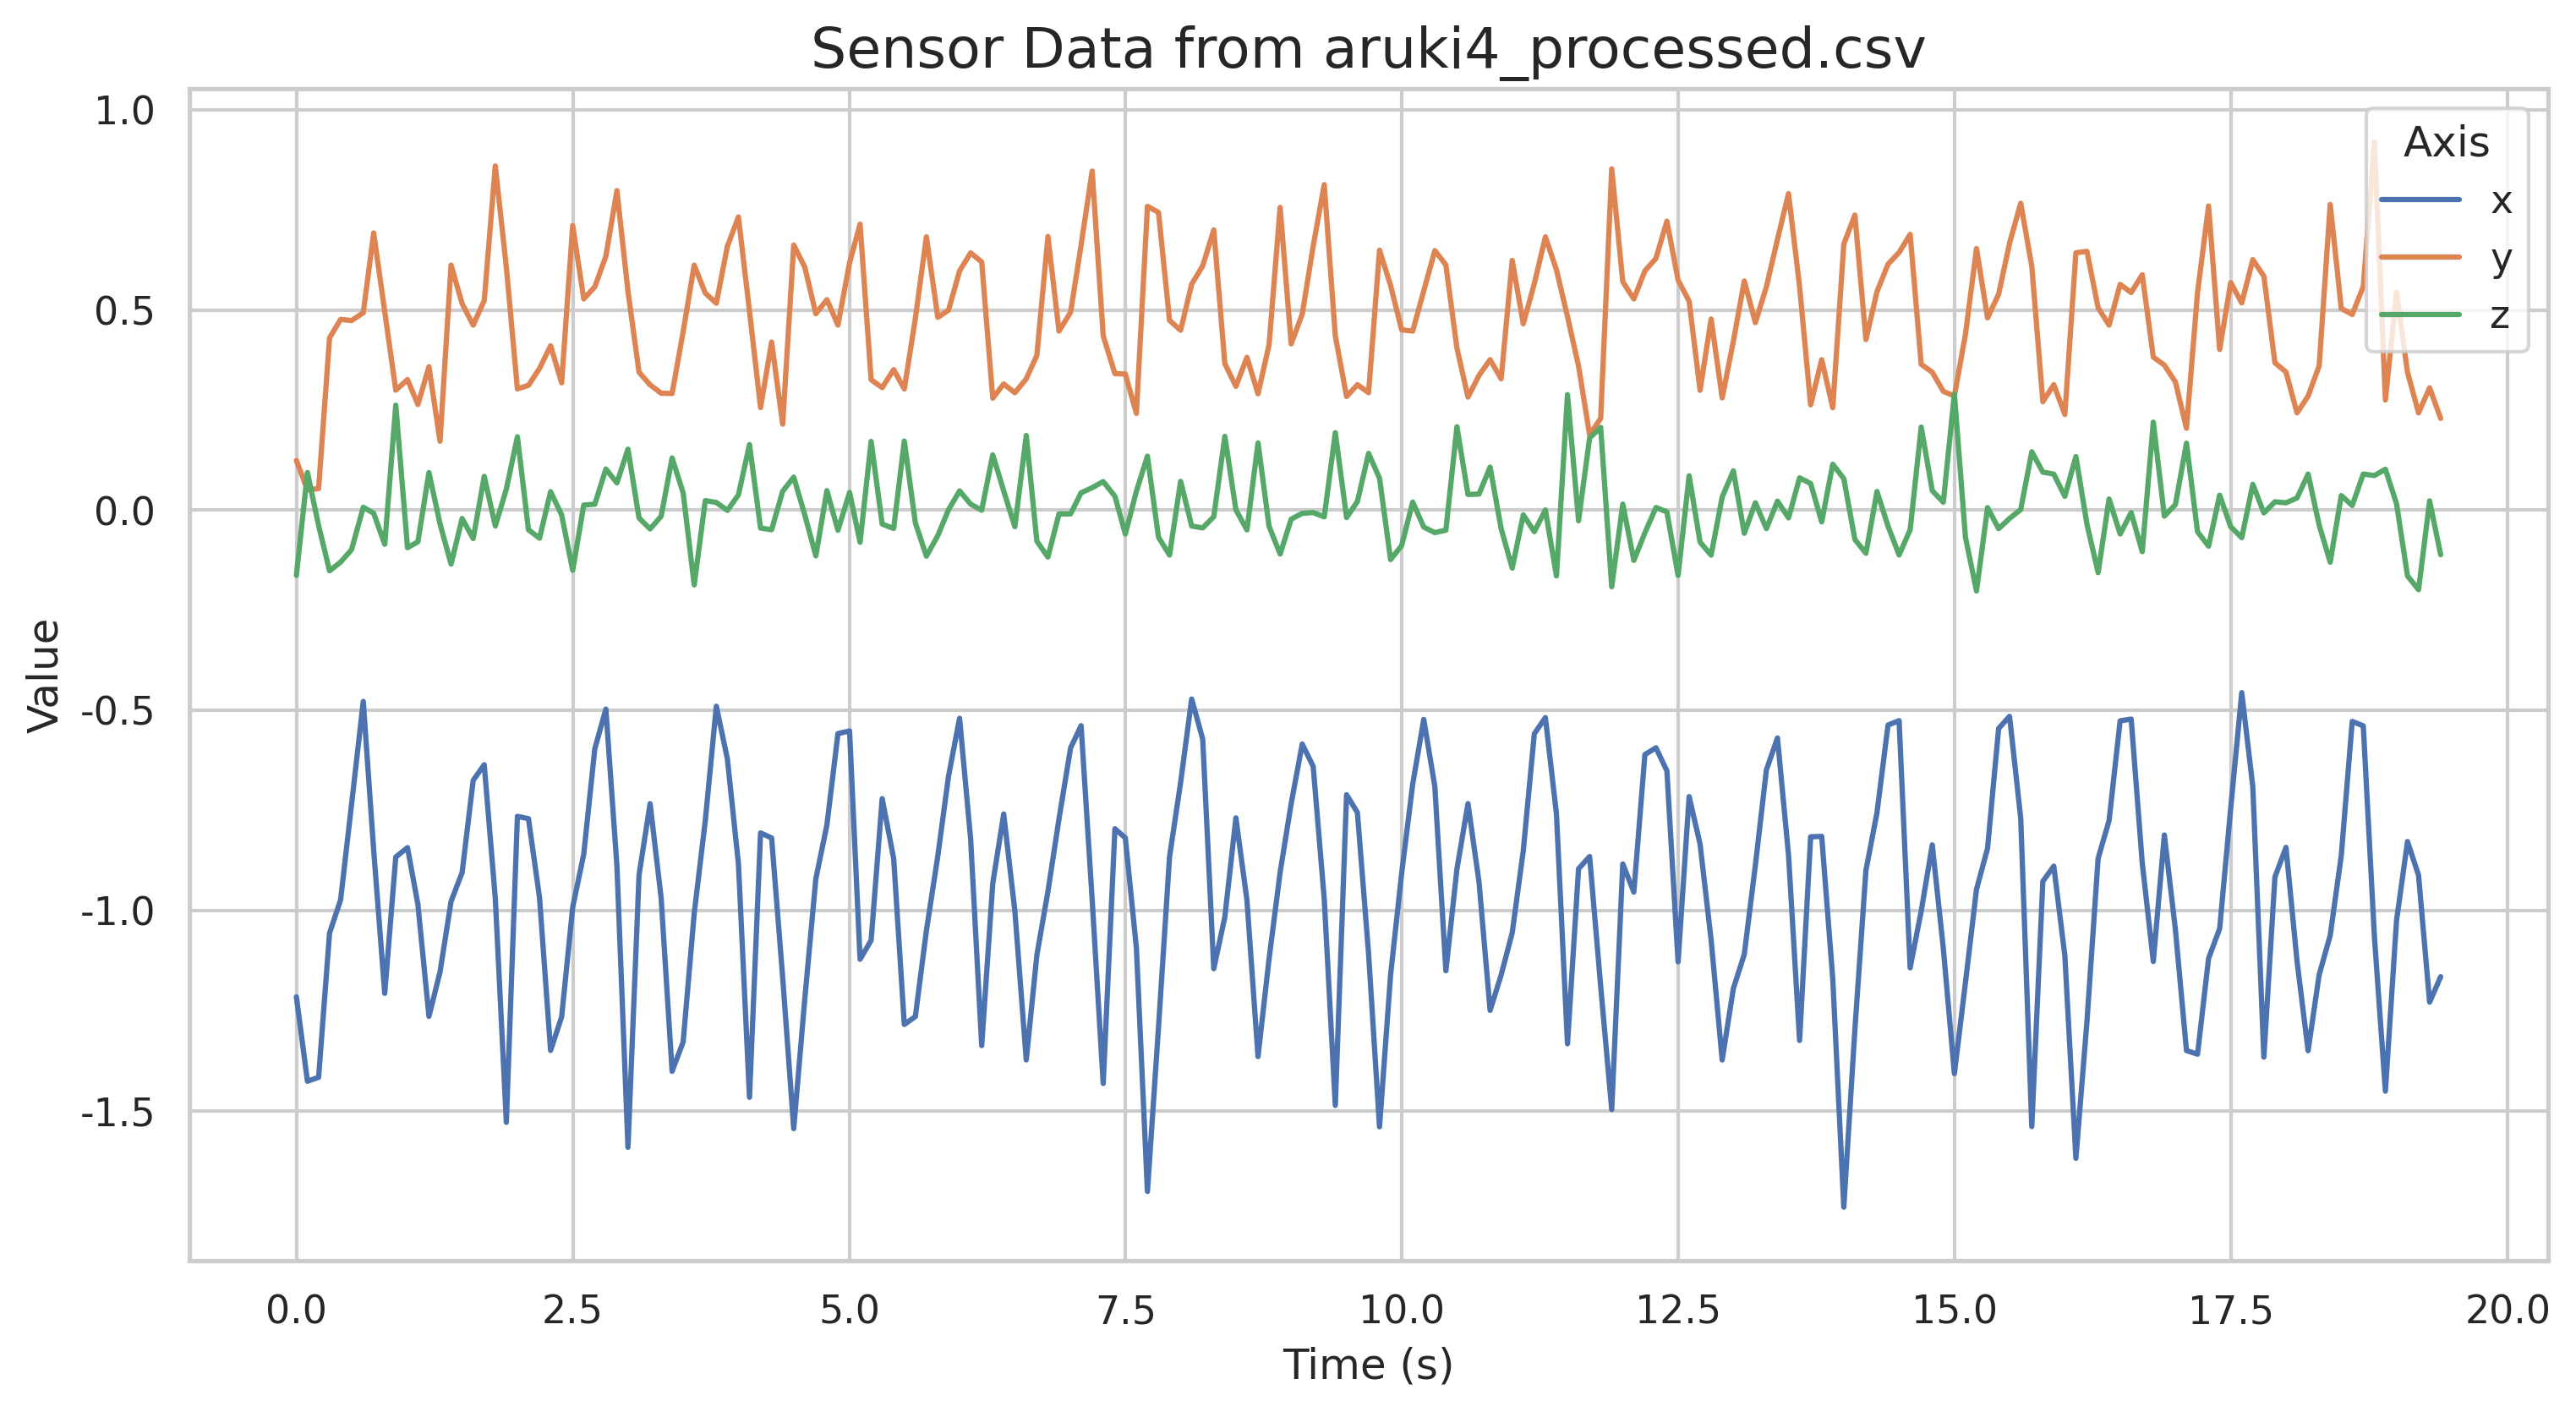 Sensor Data from aruki4_processed.csv
1.0
0.5
0.0
-0.5
-1.0
-1.5
Value
0.0 2.5 5.0 7.5 10.0 12.5 15.0 17.5 20.0
Time (s)
Axis
x
y
z